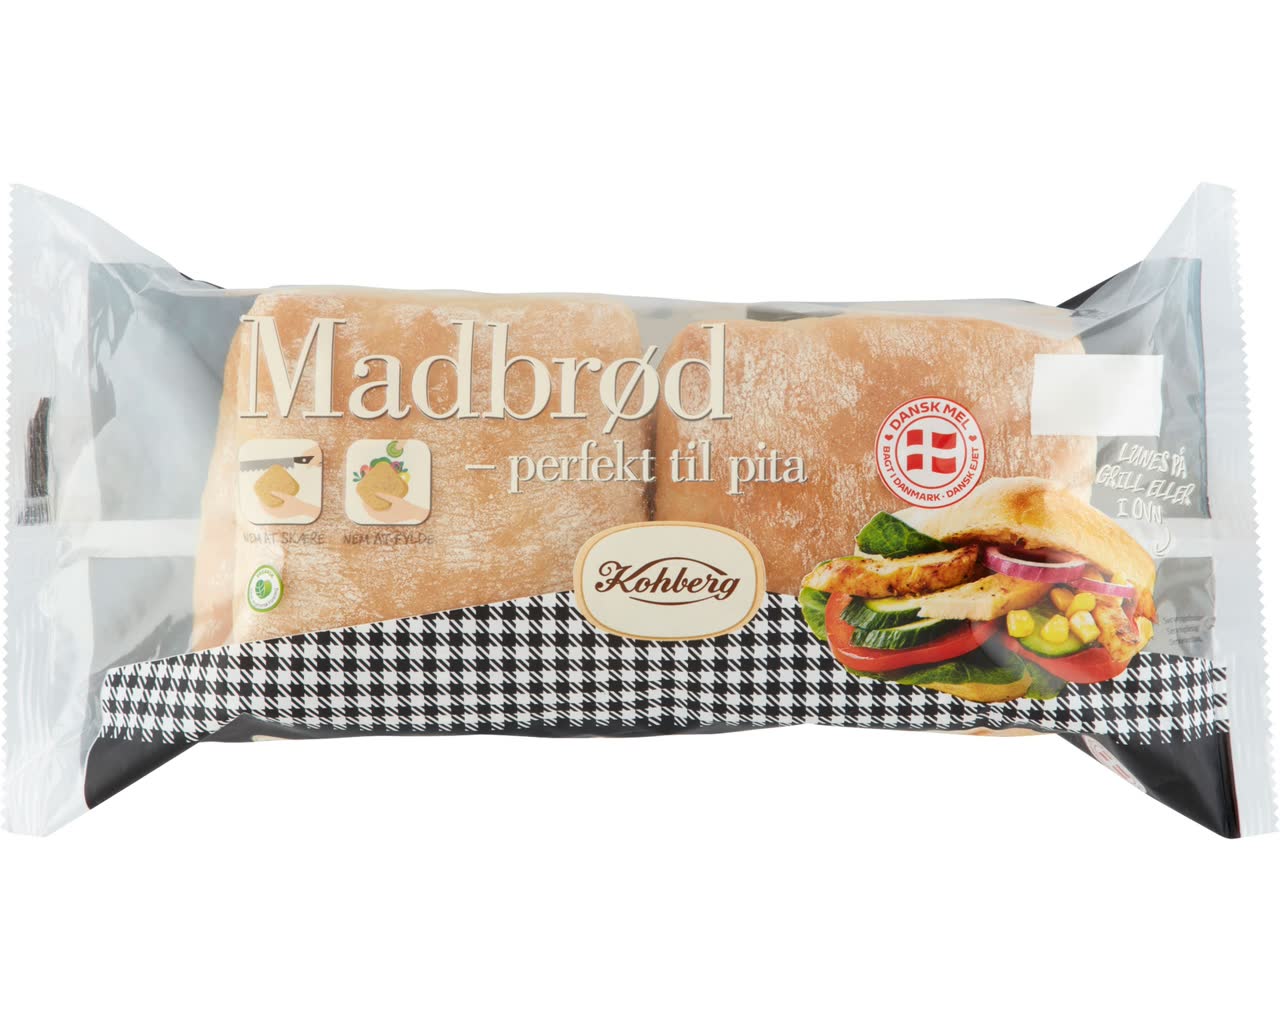 Madbrød
– perfekt til pita
NEM AT SKÆRE
NEM AT FYLDE
Kohberg
DANSK MEL
BAGT I DANMARK · DANSK EJET
LUNES PÅ
GRILL ELLER
I OVN